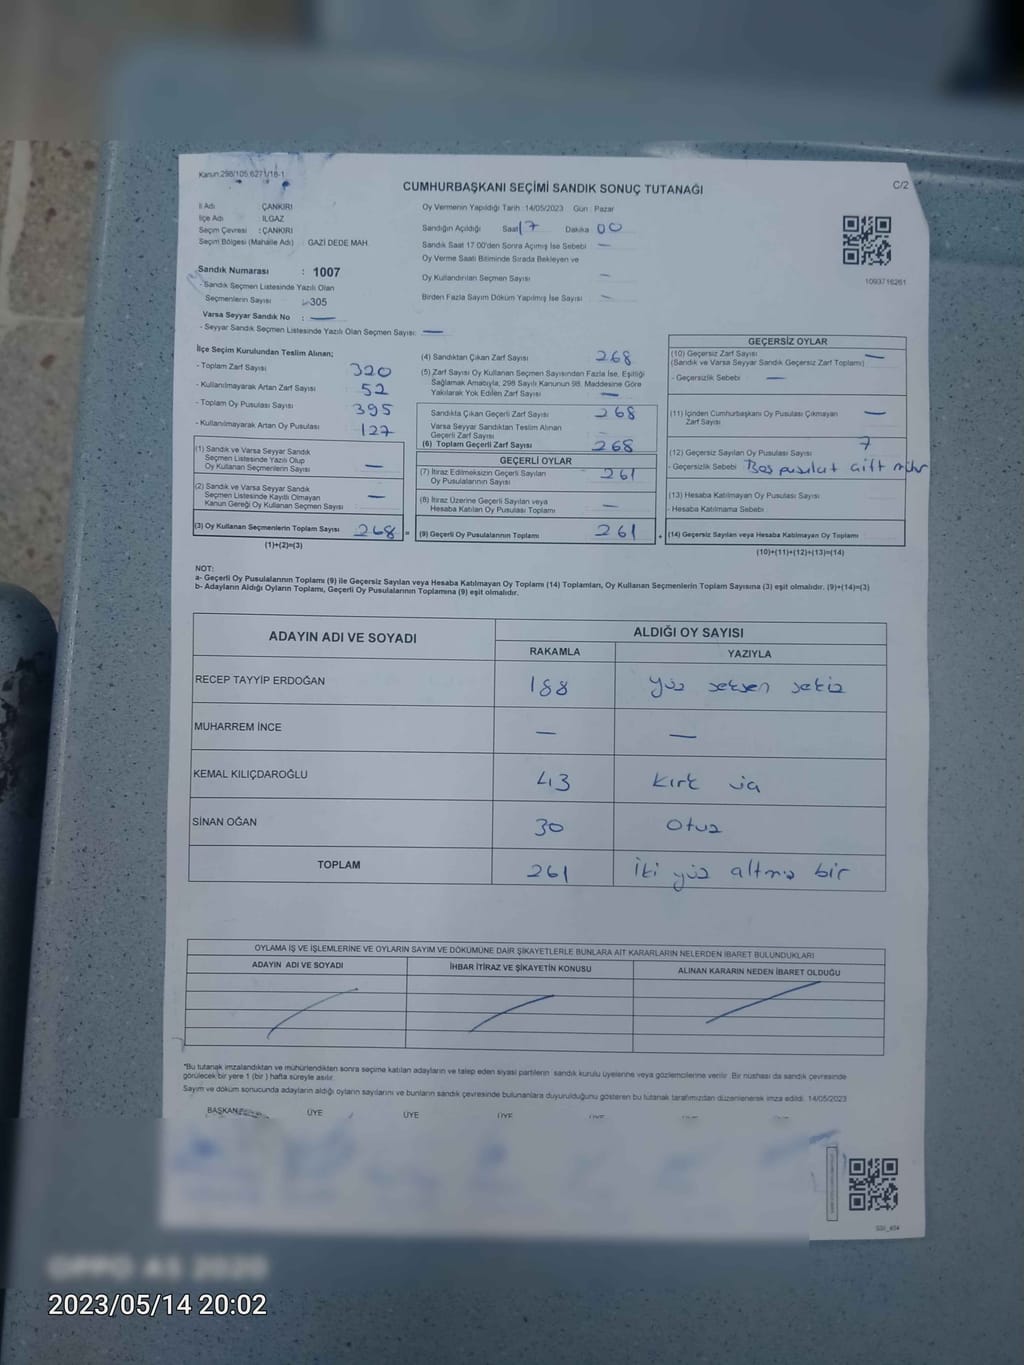 Kanun:298/105,6271/18-1
C/2
CUMHURBAŞKANI SEÇİMİ SANDIK SONUÇ TUTANAĞI
İl Adı : ÇANKIRI
İlçe Adı : ILGAZ
Seçim Çevresi : ÇANKIRI
Seçim Bölgesi (Mahalle Adı) : GAZİ DEDE MAH.
Oy Vermenin Yapıldığı Tarih : 14/05/2023 Gün : Pazar
Sandığın Açıldığı Saat 17 Dakika 00
Sandık Saat 17.00'den Sonra Açılmış İse Sebebi —
Oy Verme Saati Bitiminde Sırada Bekleyen ve
Oy Kullandırılan Seçmen Sayısı —
Birden Fazla Sayım Döküm Yapılmış İse Sayısı —
1093716261
Sandık Numarası : 1007
- Sandık Seçmen Listesinde Yazılı Olan
Seçmenlerin Sayısı : 305
Varsa Seyyar Sandık No : —
- Seyyar Sandık Seçmen Listesinde Yazılı Olan Seçmen Sayısı: —
İlçe Seçim Kurulundan Teslim Alınan;
- Toplam Zarf Sayısı 320
- Kullanılmayarak Artan Zarf Sayısı 52
- Toplam Oy Pusulası Sayısı 395
- Kullanılmayarak Artan Oy Pusulası 127
(1) Sandık ve Varsa Seyyar Sandık
Seçmen Listesinde Yazılı Olup
Oy Kullanan Seçmenlerin Sayısı —
(2) Sandık ve Varsa Seyyar Sandık
Seçmen Listesinde Kayıtlı Olmayan
Kanun Gereği Oy Kullanan Seçmen Sayısı —
(3) Oy Kullanan Seçmenlerin Toplam Sayısı 268 =
(1)+(2)=(3)
(4) Sandıktan Çıkan Zarf Sayısı 268
(5) Zarf Sayısı Oy Kullanan Seçmen Sayısından Fazla İse, Eşitliği
Sağlamak Amacıyla, 298 Sayılı Kanunun 98. Maddesine Göre
Yakılarak Yok Edilen Zarf Sayısı —
Sandıkta Çıkan Geçerli Zarf Sayısı 268
Varsa Seyyar Sandıktan Teslim Alınan
Geçerli Zarf Sayısı
(6) Toplam Geçerli Zarf Sayısı 268
GEÇERLİ OYLAR
(7) İtiraz Edilmeksizin Geçerli Sayılan
Oy Pusulalarının Sayısı 261
(8) İtiraz Üzerine Geçerli Sayılan veya
Hesaba Katılan Oy Pusulası Toplamı —
(9) Geçerli Oy Pusulalarının Toplamı 261 +
GEÇERSİZ OYLAR
(10) Geçersiz Zarf Sayısı
(Sandık ve Varsa Seyyar Sandık Geçersiz Zarf Toplamı) —
- Geçersizlik Sebebi —
(11) İçinden Cumhurbaşkanı Oy Pusulası Çıkmayan
Zarf Sayısı —
(12) Geçersiz Sayılan Oy Pusulası Sayısı 7
- Geçersizlik Sebebi Boş pusulat çift mühr
(13) Hesaba Katılmayan Oy Pusulası Sayısı
- Hesaba Katılmama Sebebi
(14) Geçersiz Sayılan veya Hesaba Katılmayan Oy Toplamı
(10)+(11)+(12)+(13)=(14)
NOT:
a- Geçerli Oy Pusulalarının Toplamı (9) ile Geçersiz Sayılan veya Hesaba Katılmayan Oy Toplamı (14) Toplamları, Oy Kullanan Seçmenlerin Toplam Sayısına (3) eşit olmalıdır. (9)+(14)=(3)
b- Adayların Aldığı Oyların Toplamı, Geçerli Oy Pusulalarının Toplamına (9) eşit olmalıdır.
ADAYIN ADI VE SOYADI
ALDIĞI OY SAYISI
RAKAMLA YAZIYLA
RECEP TAYYİP ERDOĞAN 188 yüz seksen sekiz
MUHARREM İNCE — —
KEMAL KILIÇDAROĞLU 43 kırk üç
SİNAN OĞAN 30 Otuz
TOPLAM 261 İki yüz altmış bir
OYLAMA İŞ VE İŞLEMLERİNE VE OYLARIN SAYIM VE DÖKÜMÜNE DAİR ŞİKAYETLERLE BUNLARA AİT KARARLARIN NELERDEN İBARET BULUNDUKLARI
ADAYIN ADI VE SOYADI
İHBAR İTİRAZ VE ŞİKAYETİN KONUSU
ALINAN KARARIN NEDEN İBARET OLDUĞU
*Bu tutanak imzalandıktan ve mühürlendikten sonra seçime katılan adayların ve talep eden siyasi partilerin sandık kurulu üyelerine veya gözlemcilerine verilir. Bir nüshası da sandık çevresinde
görülecek bir yere 1 (bir) hafta süreyle asılır.
Sayım ve döküm sonucunda adayların aldığı oyların sayılarını ve bunların sandık çevresinde bulunanlara duyurulduğunu gösteren bu tutanak tarafımızdan düzenlenerek imza edildi. 14/05/2023
BAŞKAN ÜYE ÜYE ÜYE ÜYE
OPPO A5 2020
2023/05/14 20:02